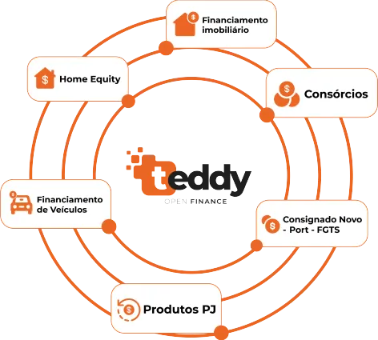 Financiamento
imobiliário
Home Equity
Consórcios
teddy
OPEN FINANCE
Financiamento
de Veículos
Consignado Novo
- Port - FGTS
Produtos PJ